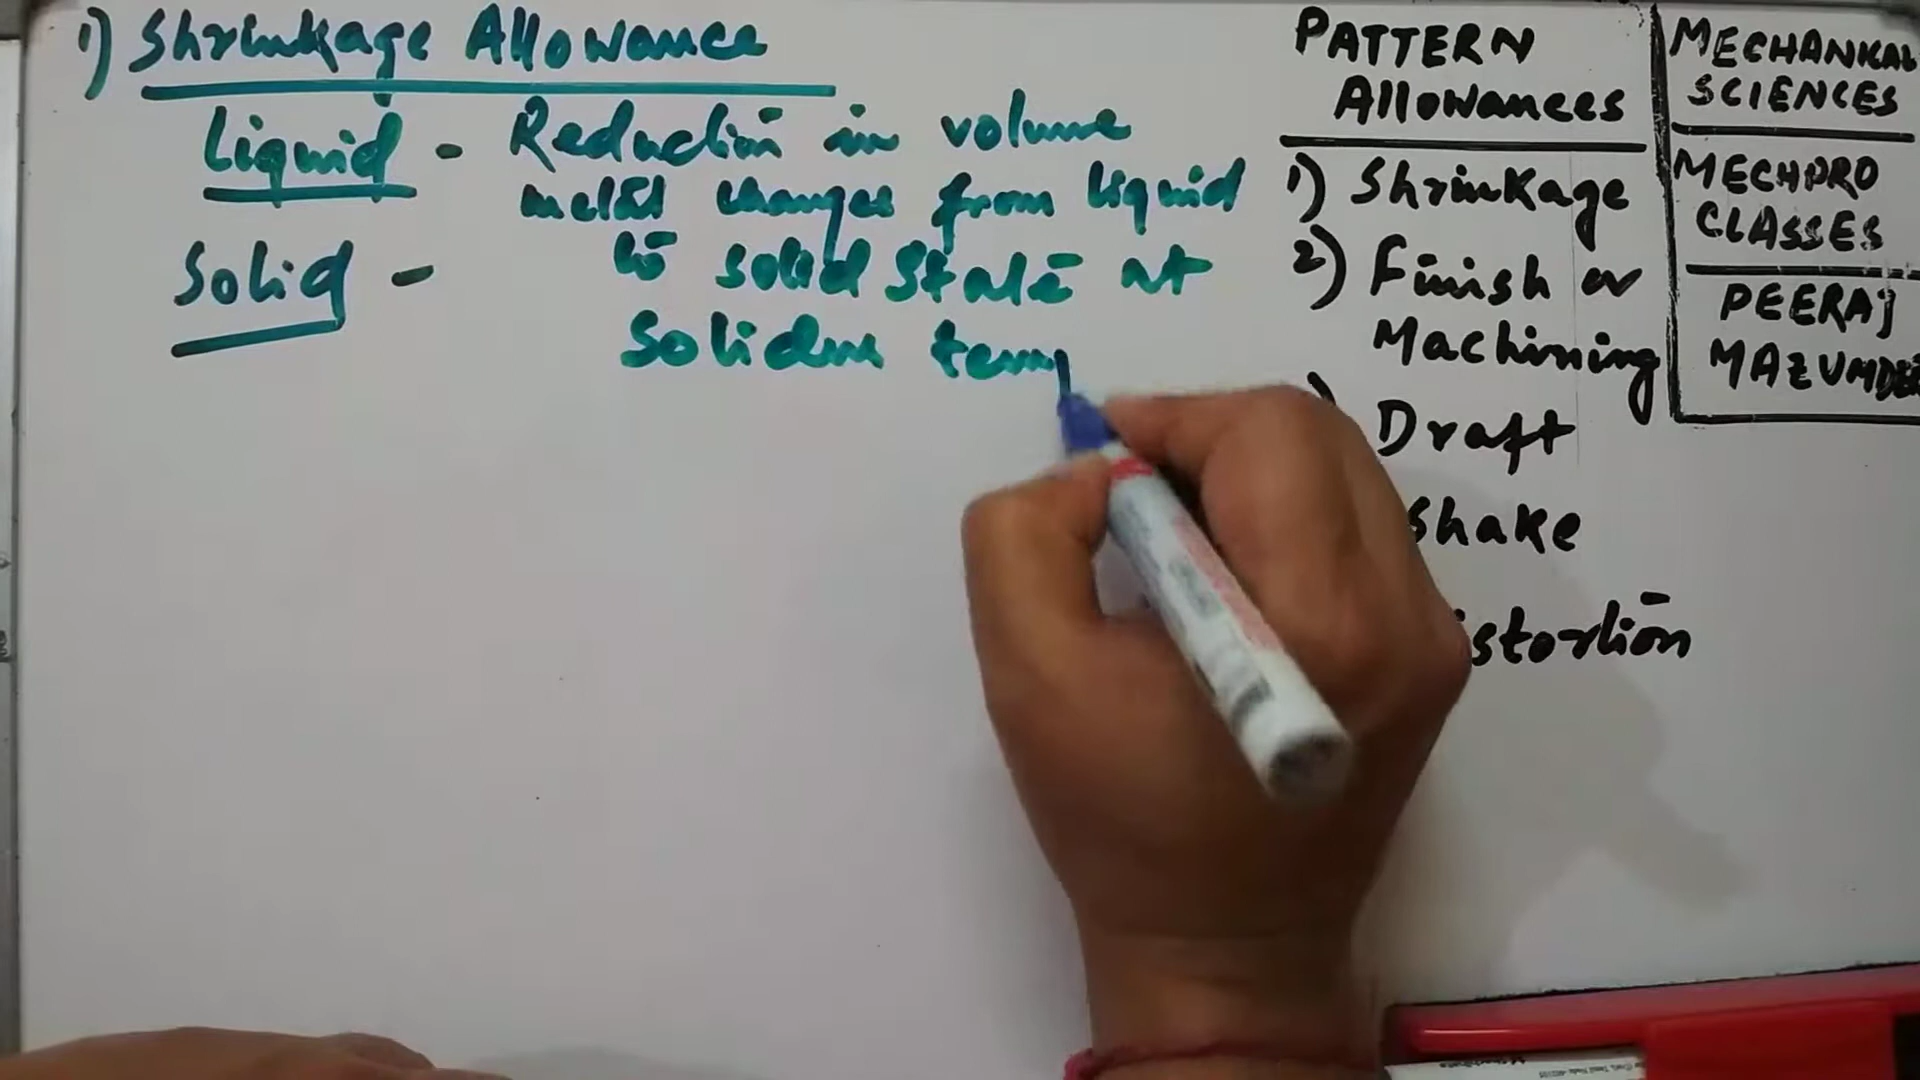 1) Shrinkage Allowance
Liquid - Reduction in volume
metal changes from liquid
to solid state at
Solidus temp
Solid -
PATTERN
Allowances
1) Shrinkage
2) Finish or
Machining
Draft
Shake
istortion
MECHANICAL
SCIENCES
MECHPRO
CLASSES
PEERAJ
MAZUMDER